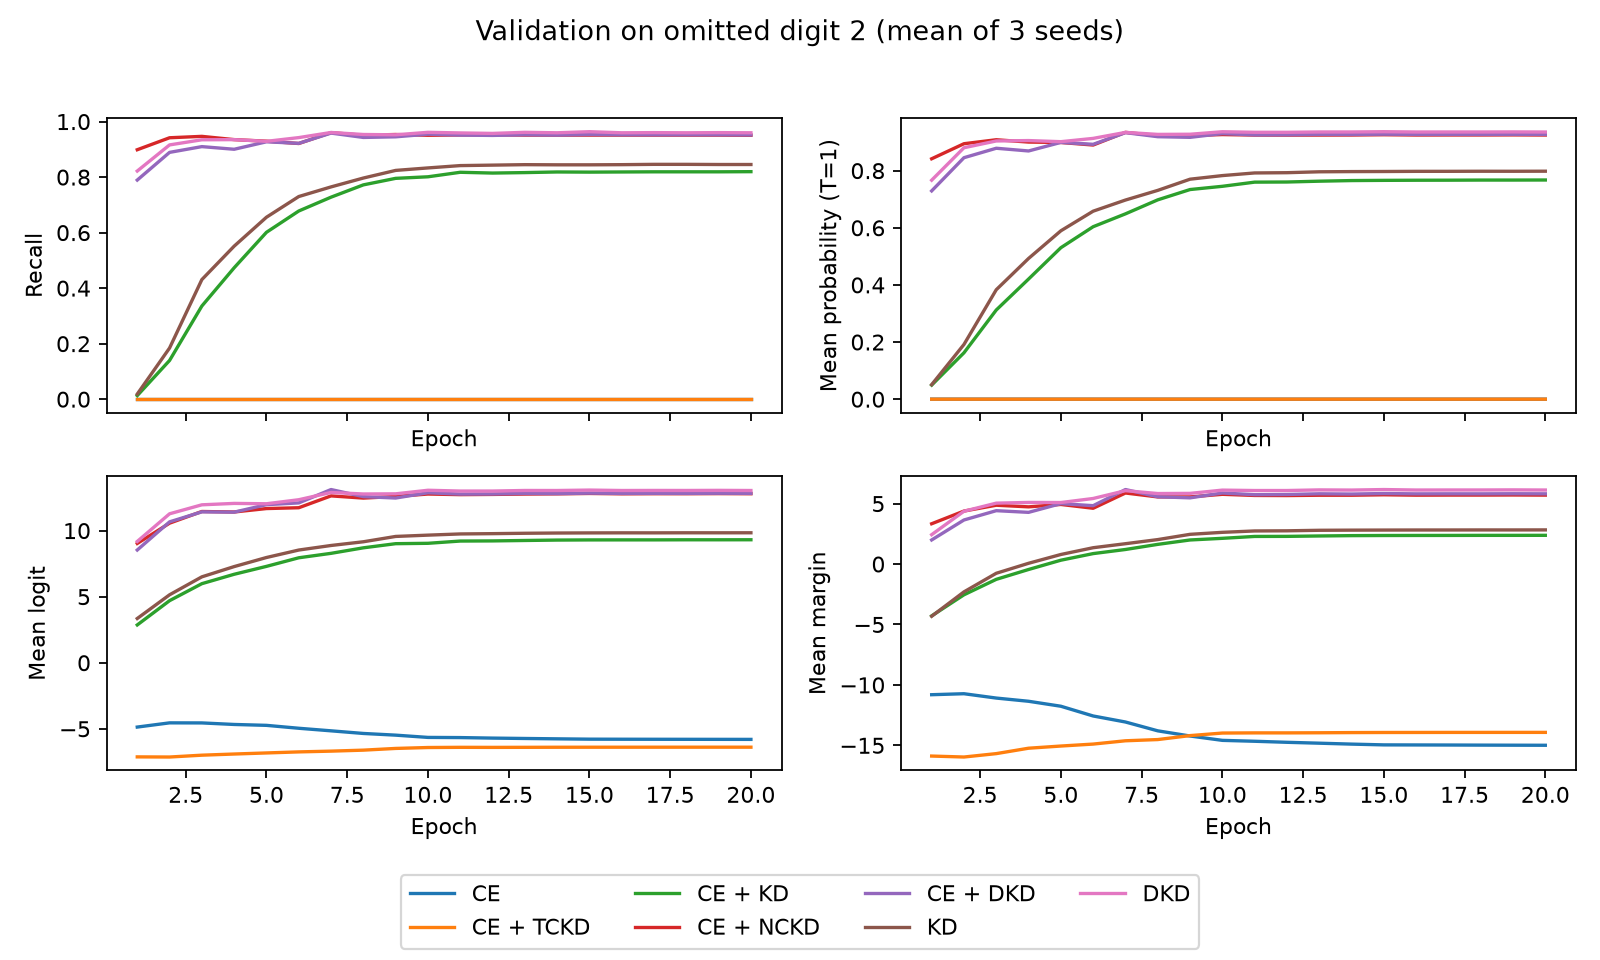 Validation on omitted digit 2 (mean of 3 seeds)
Recall
1.0
0.8
0.6
0.4
0.2
0.0
Epoch
Mean probability (T=1)
0.8
0.6
0.4
0.2
0.0
Epoch
Mean logit
10
5
0
−5
2.5 5.0 7.5 10.0 12.5 15.0 17.5 20.0
Epoch
Mean margin
5
0
−5
−10
−15
2.5 5.0 7.5 10.0 12.5 15.0 17.5 20.0
Epoch
CE CE + KD CE + DKD DKD
CE + TCKD CE + NCKD KD